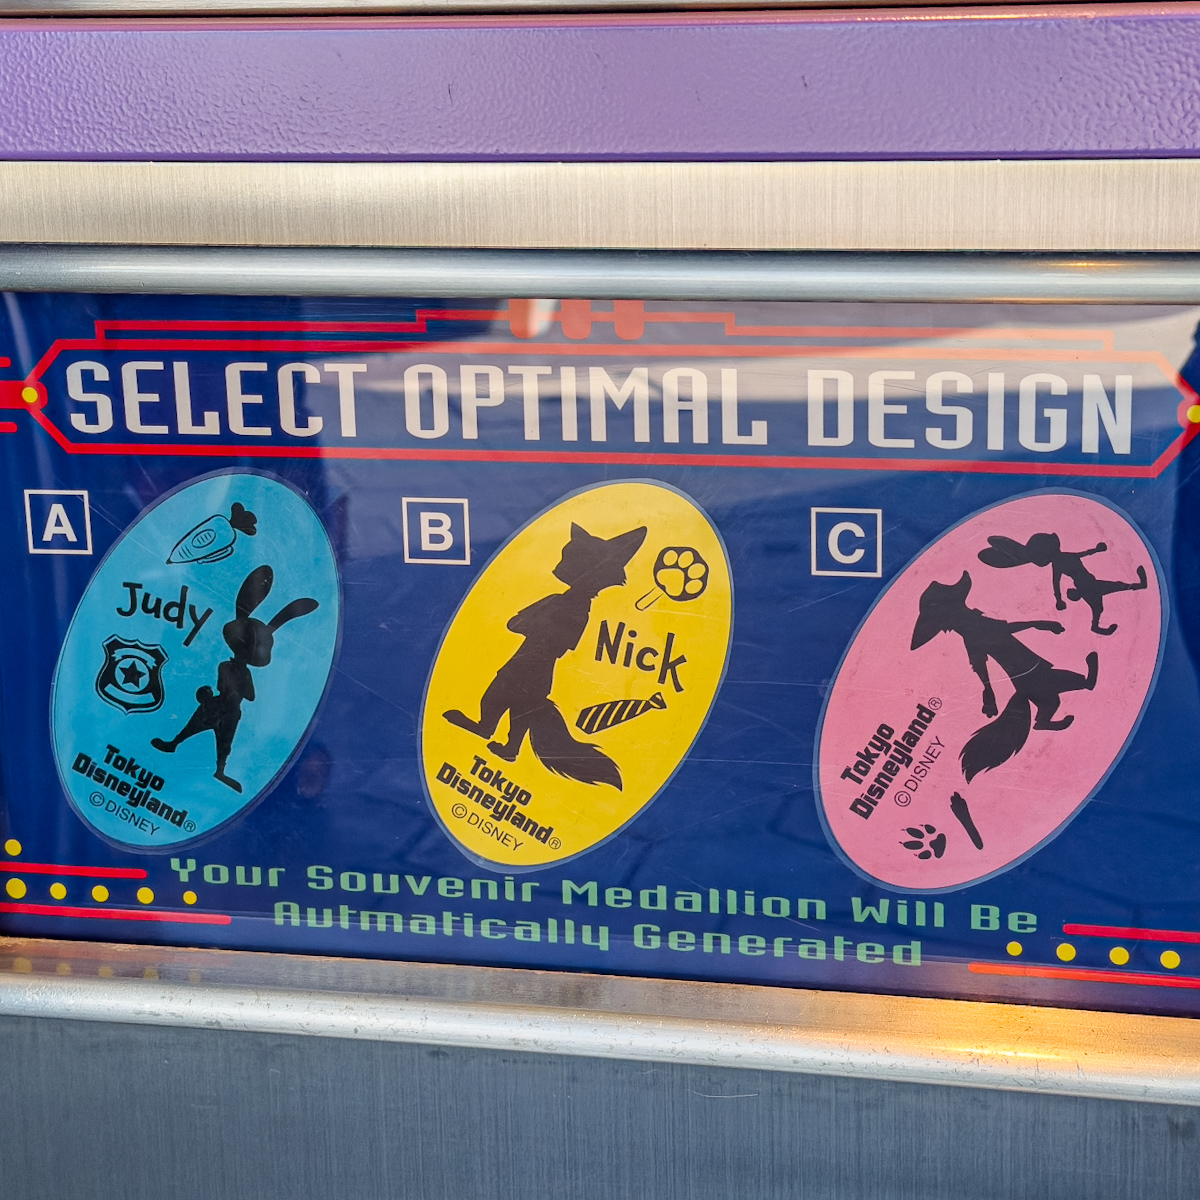 SELECT OPTIMAL DESIGN
A
Judy
Tokyo
Disneyland®
©DISNEY
B
Nick
Tokyo
Disneyland®
©DISNEY
C
Tokyo
Disneyland®
©DISNEY
Your Souvenir Medallion Will Be
Autmatically Generated